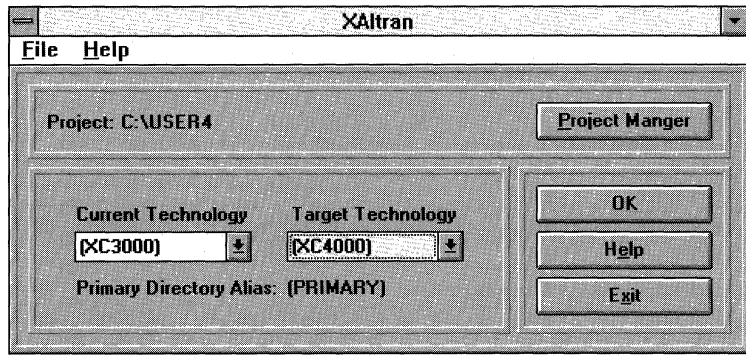 XAltran
File Help
Project: C:\USER4
Project Manger
Current Technology Target Technology
(XC3000) (XC4000)
Primary Directory Alias: (PRIMARY)
OK
Help
Exit